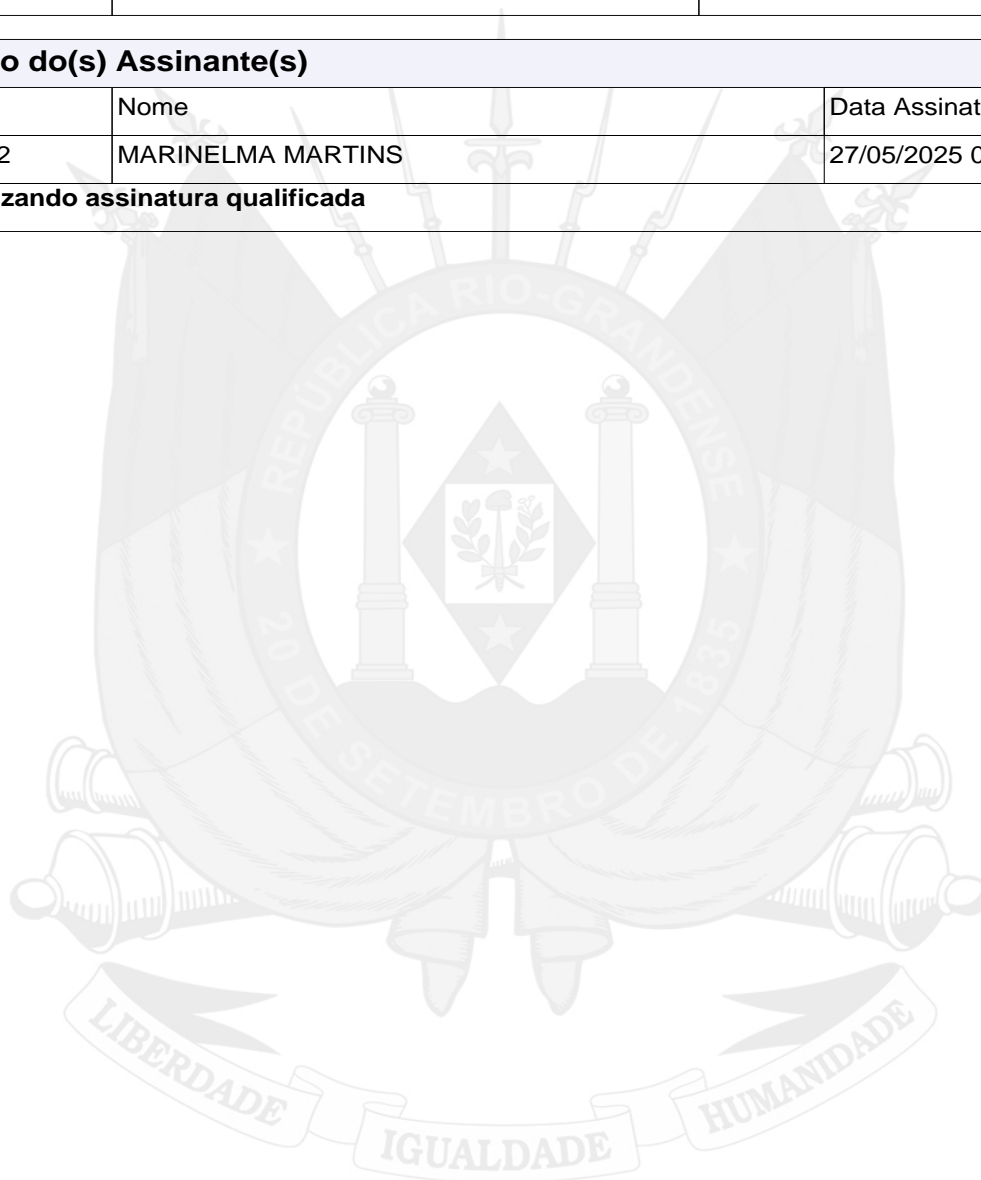 o do(s) Assinante(s)
Nome Data Assinat
2 MARINELMA MARTINS 27/05/2025 0
zando assinatura qualificada
REPÚBLICA RIO-GRANDENSE
20 DE SETEMBRO DE 1835
LIBERDADE IGUALDADE HUMANIDADE